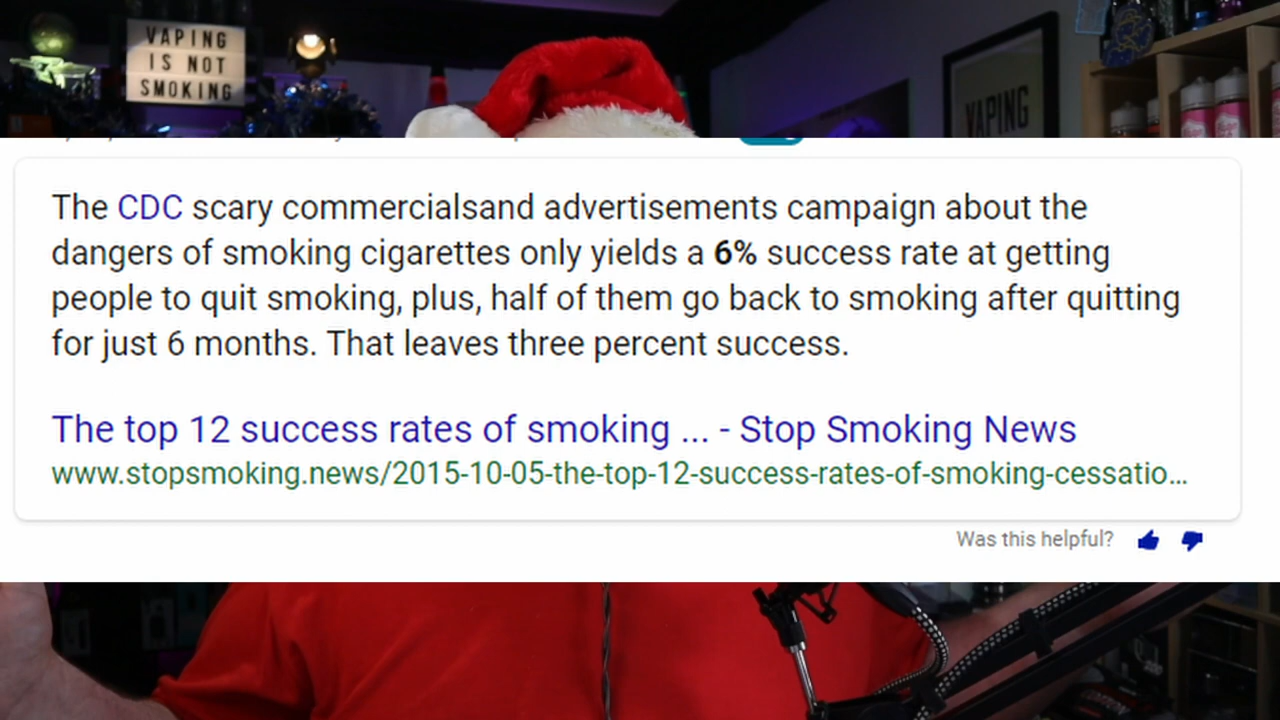 VAPING
IS NOT
SMOKING
VAPING
The CDC scary commercialsand advertisements campaign about the
dangers of smoking cigarettes only yields a 6% success rate at getting
people to quit smoking, plus, half of them go back to smoking after quitting
for just 6 months. That leaves three percent success.
The top 12 success rates of smoking ... - Stop Smoking News
www.stopsmoking.news/2015-10-05-the-top-12-success-rates-of-smoking-cessatio...
Was this helpful?